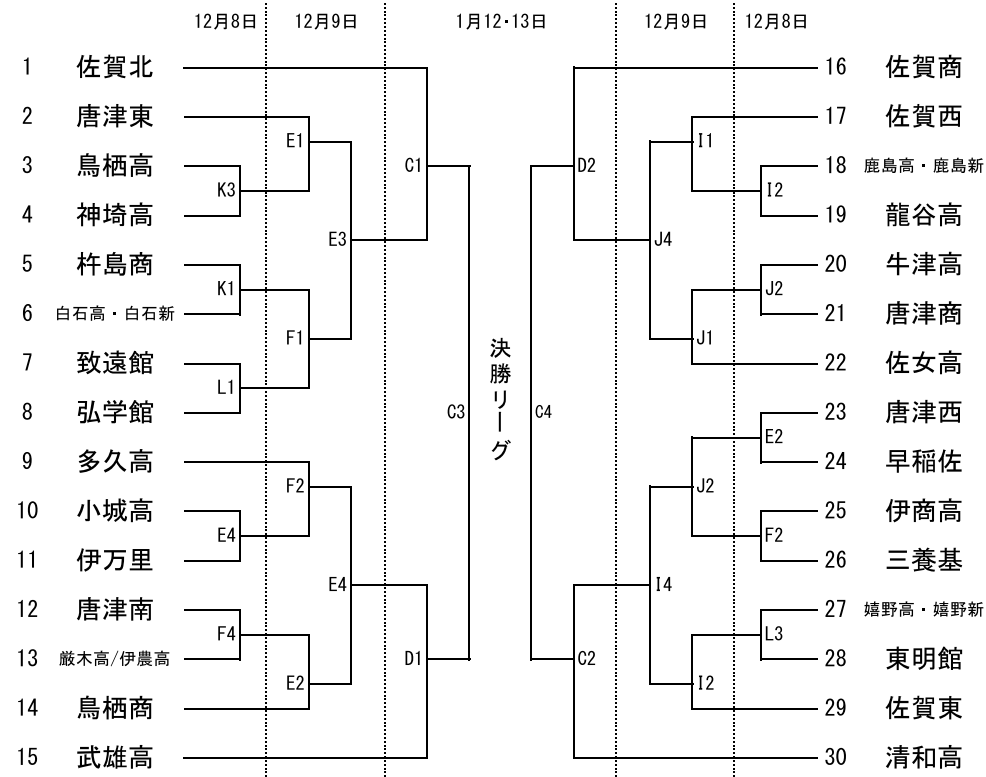 12月8日 12月9日 1月12・13日 12月9日 12月8日
1 佐賀北 16 佐賀商
2 唐津東 17 佐賀西
E1 I1
3 鳥栖高 C1 D2 18 鹿島高・鹿島新
K3 I2
4 神埼高 19 龍谷高
E3 J4
5 杵島商 20 牛津高
K1 J2
6 白石高・白石新 21 唐津商
F1 J1
7 致遠館 22 佐女高
L1
8 弘学館 C3 決勝リーグ C4 23 唐津西
E2
9 多久高 24 早稲佐
F2 J2
10 小城高 25 伊商高
E4 F2
11 伊万里 26 三養基
E4 I4
12 唐津南 27 嬉野高・嬉野新
F4 L3
13 厳木高/伊農高 D1 C2 28 東明館
E2 I2
14 鳥栖商 29 佐賀東
15 武雄高 30 清和高